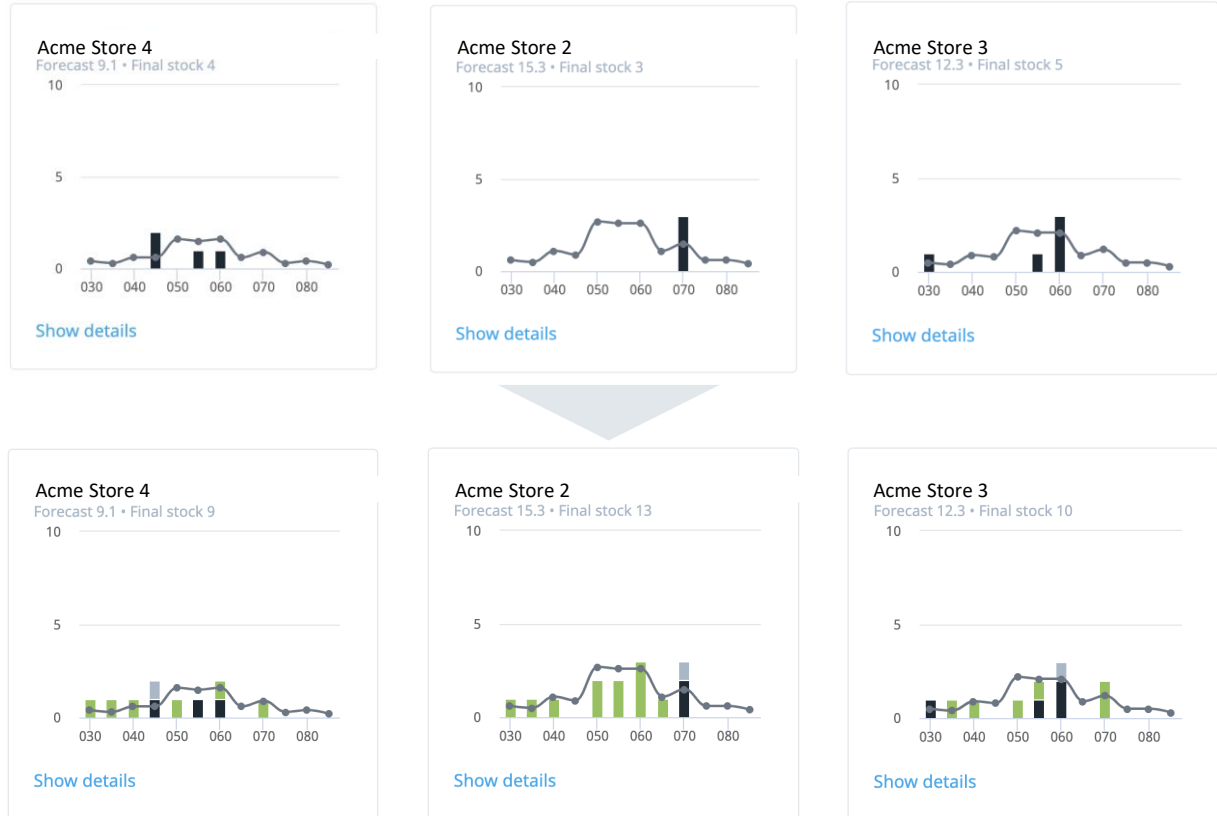 Acme Store 4
Forecast 9.1 • Final stock 4
10
5
0
030 040 050 060 070 080
Show details
Acme Store 2
Forecast 15.3 • Final stock 3
10
5
0
030 040 050 060 070 080
Show details
Acme Store 3
Forecast 12.3 • Final stock 5
10
5
0
030 040 050 060 070 080
Show details
Acme Store 4
Forecast 9.1 • Final stock 9
10
5
0
030 040 050 060 070 080
Show details
Acme Store 2
Forecast 15.3 • Final stock 13
10
5
0
030 040 050 060 070 080
Show details
Acme Store 3
Forecast 12.3 • Final stock 10
10
5
0
030 040 050 060 070 080
Show details